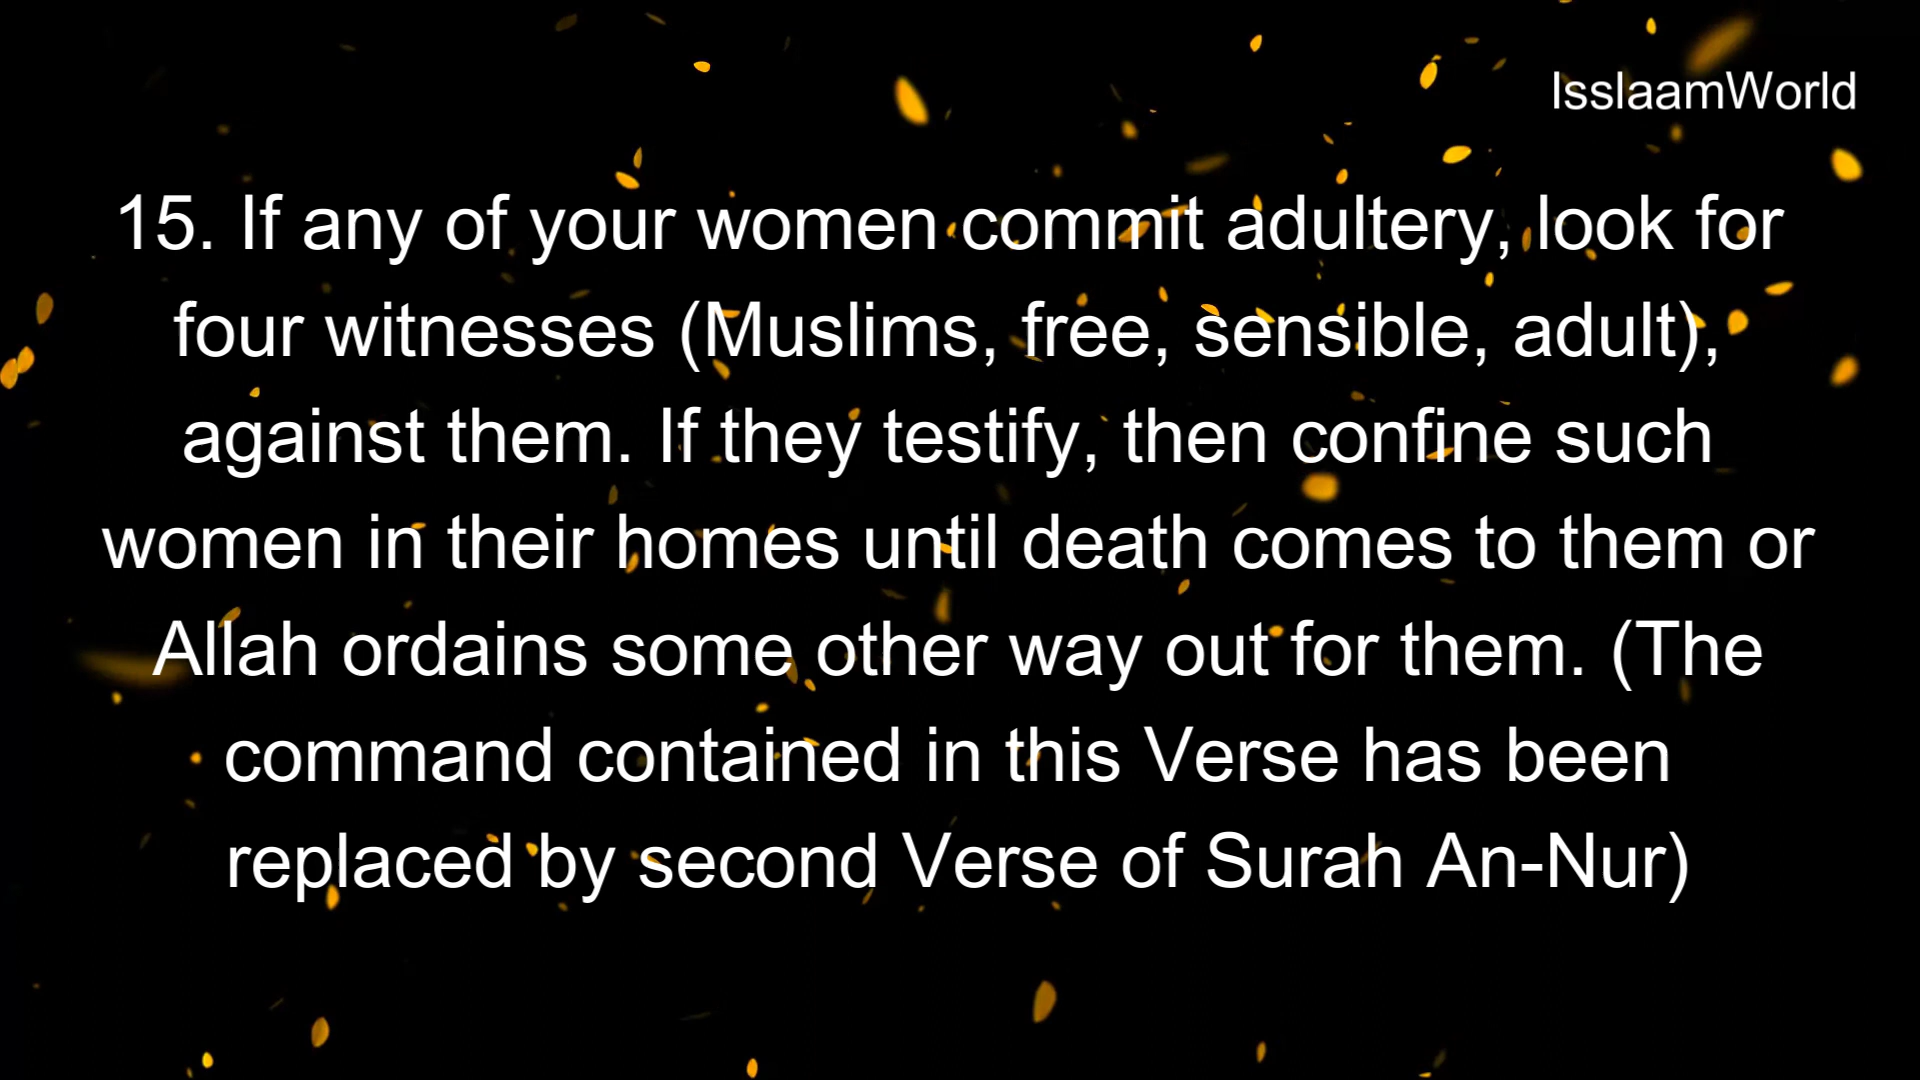 IsslaamWorld
15. If any of your women commit adultery, look for
four witnesses (Muslims, free, sensible, adult),
against them. If they testify, then confine such
women in their homes until death comes to them or
Allah ordains some other way out for them. (The
command contained in this Verse has been
replaced by second Verse of Surah An-Nur)